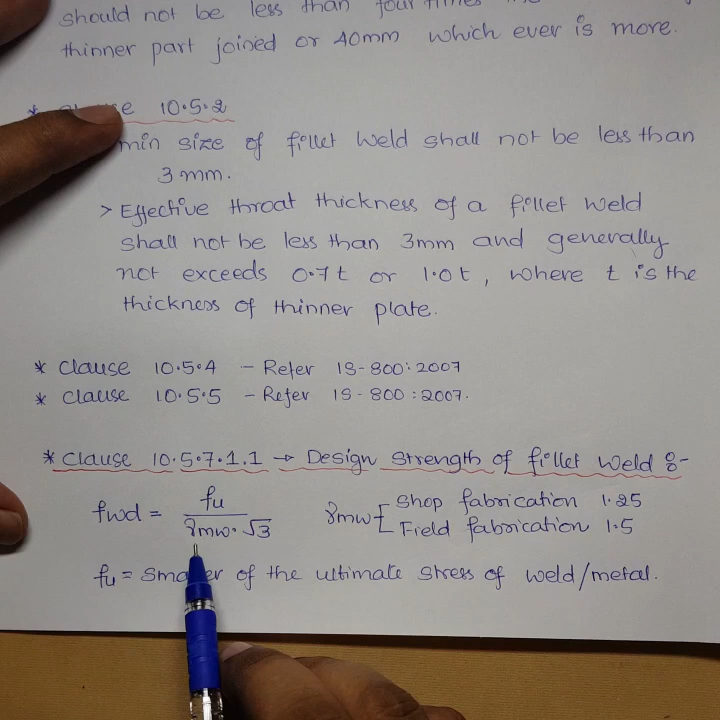 should not be less than four times
thinner part joined or 40mm which ever is more.
* 10.5.2
min size of fillet weld shall not be less than
3 mm.
> Effective throat thickness of a fillet weld
shall not be less than 3mm and generally
not exceeds 0.7t or 1.0t, where t is the
thickness of thinner plate.
* Clause 10.5.4 - Refer IS-800:2007
* Clause 10.5.5 - Refer IS-800:2007.
* Clause 10.5.7.1.1 → Design strength of fillet weld :-
fwd = fu / γmw.√3
γmw [ Shop fabrication 1.25
Field fabrication 1.5
fu = Smaller of the ultimate stress of weld/metal.